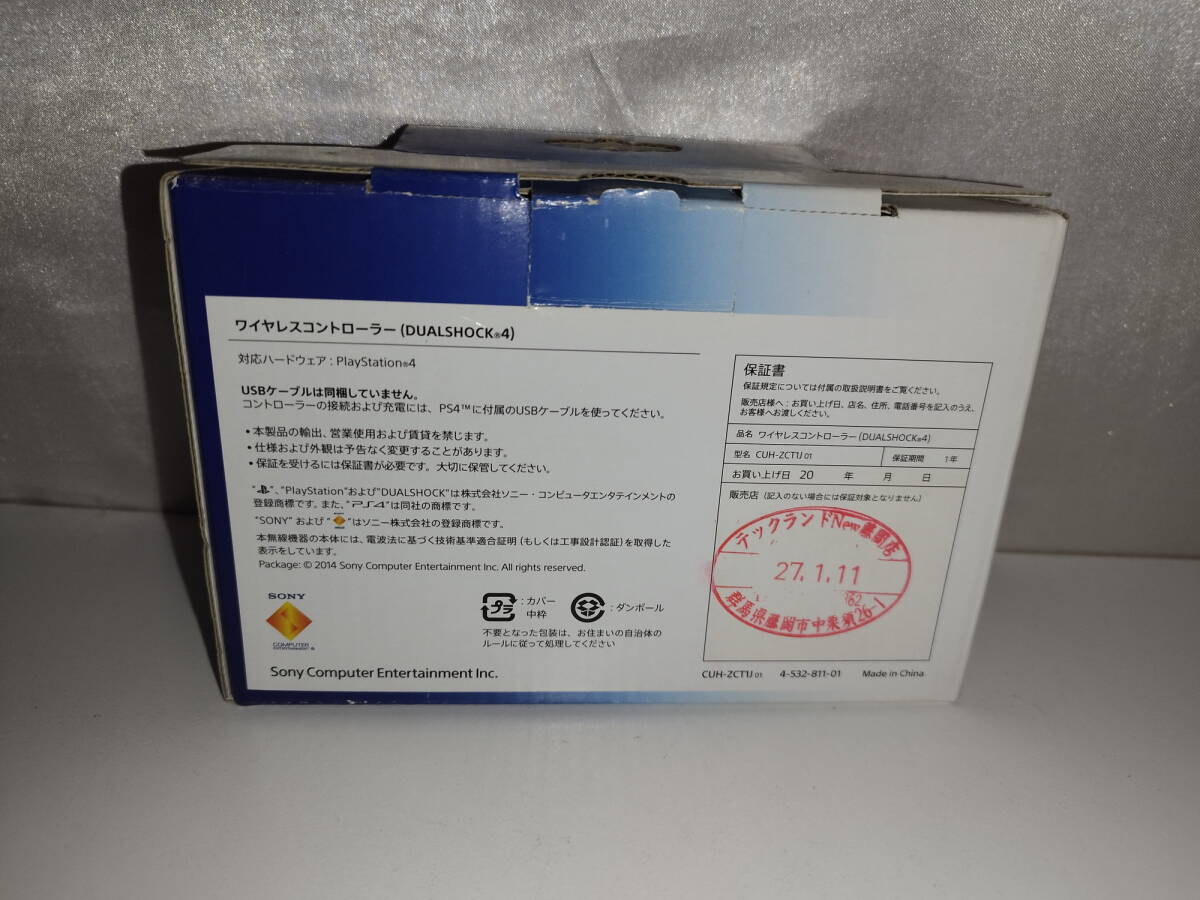 ワイヤレスコントローラー (DUALSHOCK®4)
対応ハードウェア : PlayStation®4
USBケーブルは同梱していません。
コントローラーの接続および充電には、PS4™に付属のUSBケーブルを使ってください。
• 本製品の輸出、営業使用および賃貸を禁じます。
• 仕様および外観は予告なく変更することがあります。
• 保証を受けるには保証書が必要です。大切に保管してください。
"", "PlayStation"および"DUALSHOCK"は株式会社ソニー・コンピュータエンタテインメントの
登録商標です。また、"PS4"は同社の商標です。
"SONY" および ""はソニー株式会社の登録商標です。
本無線機器の本体には、電波法に基づく技術基準適合証明 (もしくは工事設計認証) を取得した
表示をしています。
Package: © 2014 Sony Computer Entertainment Inc. All rights reserved.
SONY
COMPUTER
ENTERTAINMENT ®
プラ : カバー
中枠
: ダンボール
不要となった包装は、お住まいの自治体の
ルールに従って処理してください
Sony Computer Entertainment Inc.
保証書
保証規定については付属の取扱説明書をご覧ください。
販売店様へ : お買い上げ日、店名、住所、電話番号を記入のうえ、
お客様へお渡しください。
品名 ワイヤレスコントローラー (DUALSHOCK®4)
型名 CUH-ZCT1J 01 保証期間 1年
お買い上げ日 20 年 月 日
販売店 (記入のない場合には保証対象となりません)
テックランドNew藤岡店
27.1.11
群馬県藤岡市中栗須26-1
CUH-ZCT1J 01 4-532-811-01 Made in China